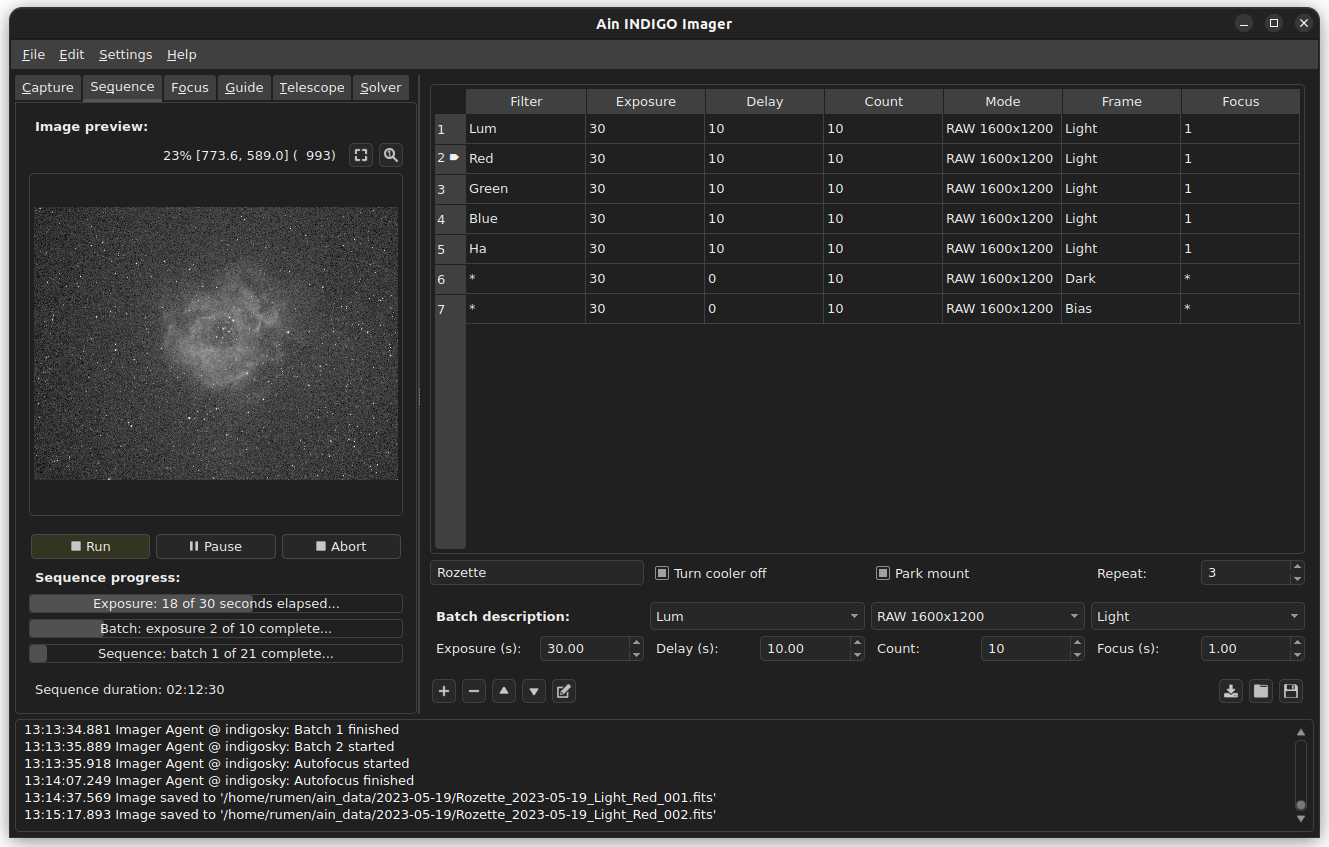 Ain INDIGO Imager
File Edit Settings Help
Capture Sequence Focus Guide Telescope Solver
Image preview:
23% [773.6, 589.0] ( 993)
Run Pause Abort
Sequence progress:
Exposure: 18 of 30 seconds elapsed...
Batch: exposure 2 of 10 complete...
Sequence: batch 1 of 21 complete...
Sequence duration: 02:12:30
Filter Exposure Delay Count Mode Frame Focus
1 Lum 30 10 10 RAW 1600x1200 Light 1
2 Red 30 10 10 RAW 1600x1200 Light 1
3 Green 30 10 10 RAW 1600x1200 Light 1
4 Blue 30 10 10 RAW 1600x1200 Light 1
5 Ha 30 10 10 RAW 1600x1200 Light 1
6 * 30 0 10 RAW 1600x1200 Dark *
7 * 30 0 10 RAW 1600x1200 Bias *
Rozette Turn cooler off Park mount Repeat: 3
Batch description: Lum RAW 1600x1200 Light
Exposure (s): 30.00 Delay (s): 10.00 Count: 10 Focus (s): 1.00
13:13:34.881 Imager Agent @ indigosky: Batch 1 finished
13:13:35.889 Imager Agent @ indigosky: Batch 2 started
13:13:35.918 Imager Agent @ indigosky: Autofocus started
13:14:07.249 Imager Agent @ indigosky: Autofocus finished
13:14:37.569 Image saved to '/home/rumen/ain_data/2023-05-19/Rozette_2023-05-19_Light_Red_001.fits'
13:15:17.893 Image saved to '/home/rumen/ain_data/2023-05-19/Rozette_2023-05-19_Light_Red_002.fits'